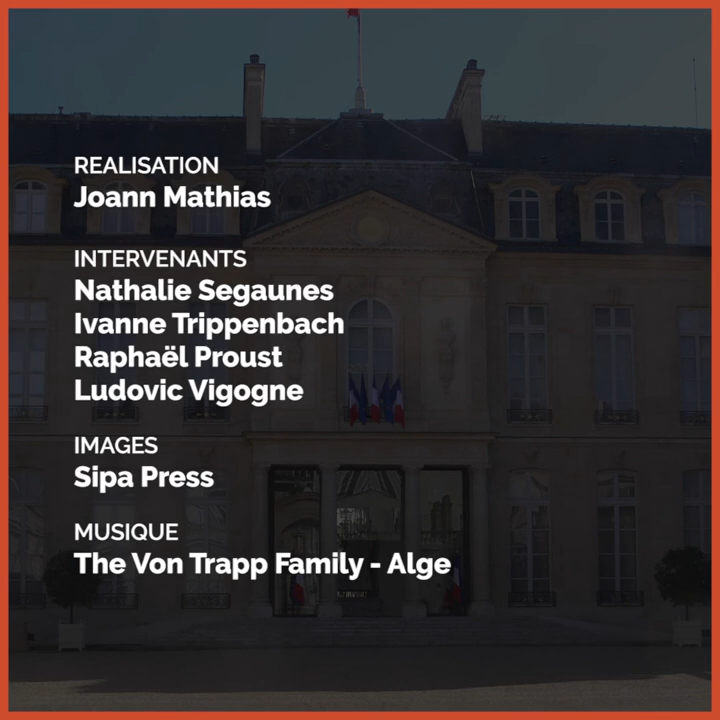 REALISATION
Joann Mathias
INTERVENANTS
Nathalie Segaunes
Ivanne Trippenbach
Raphaël Proust
Ludovic Vigogne
IMAGES
Sipa Press
MUSIQUE
The Von Trapp Family - Alge